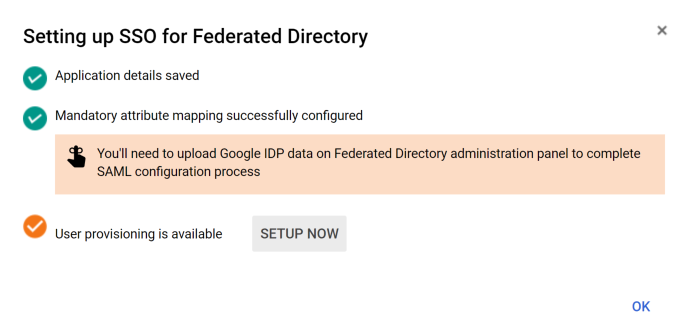 Setting up SSO for Federated Directory
Application details saved
Mandatory attribute mapping successfully configured
You'll need to upload Google IDP data on Federated Directory administration panel to complete
SAML configuration process
User provisioning is available
SETUP NOW
OK